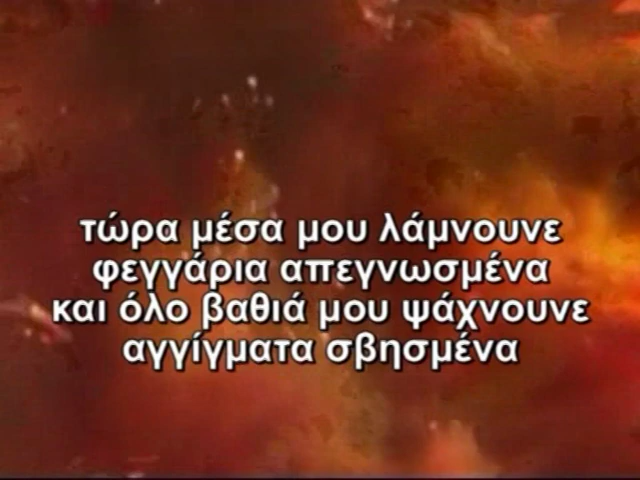 τώρα μέσα μου λάμνουνε
φεγγάρια απεγνωσμένα
και όλο βαθιά μου ψάχνουνε
αγγίγματα σβησμένα